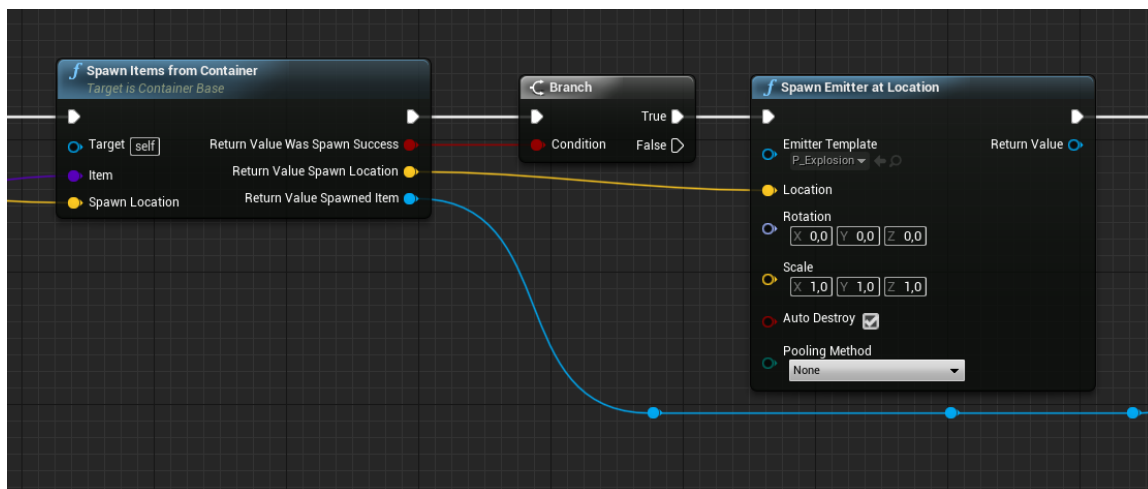 f Spawn Items from Container
Target is Container Base
Target self
Item
Spawn Location
Return Value Was Spawn Success
Return Value Spawn Location
Return Value Spawned Item
Branch
Condition
True
False
f Spawn Emitter at Location
Emitter Template
P_Explosion
Location
Rotation
X 0,0 Y 0,0 Z 0,0
Scale
X 1,0 Y 1,0 Z 1,0
Auto Destroy
Pooling Method
None
Return Value